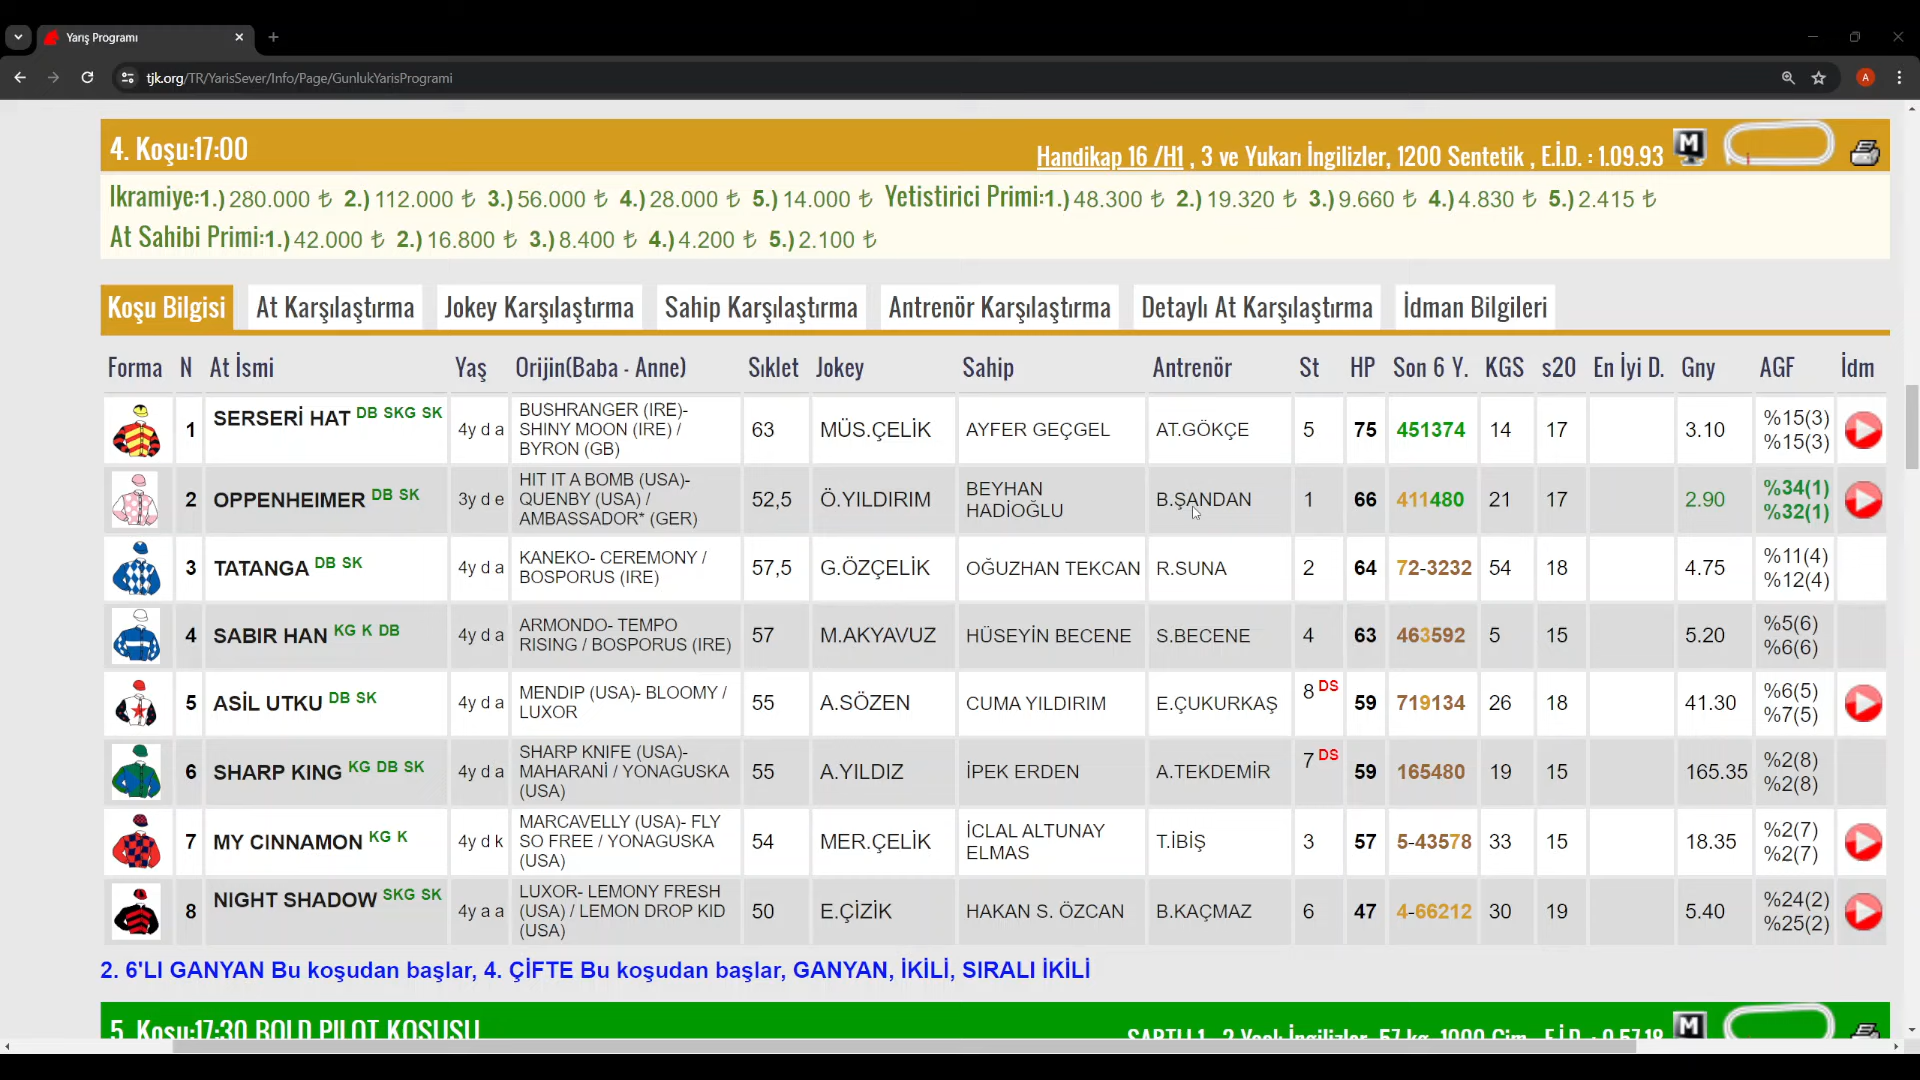 Yarış Programı
tjk.org/TR/YarisSever/Info/Page/GunlukYarisProgrami
A
4. Koşu:17:00
Handikap 16 /H1 , 3 ve Yukarı İngilizler, 1200 Sentetik , E.İ.D. : 1.09.93
M
Ikramiye:1.) 280.000 ₺ 2.) 112.000 ₺ 3.) 56.000 ₺ 4.) 28.000 ₺ 5.) 14.000 ₺ Yetistirici Primi:1.) 48.300 ₺ 2.) 19.320 ₺ 3.) 9.660 ₺ 4.) 4.830 ₺ 5.) 2.415 ₺
At Sahibi Primi:1.) 42.000 ₺ 2.) 16.800 ₺ 3.) 8.400 ₺ 4.) 4.200 ₺ 5.) 2.100 ₺
Koşu Bilgisi At Karşılaştırma Jokey Karşılaştırma Sahip Karşılaştırma Antrenör Karşılaştırma Detaylı At Karşılaştırma İdman Bilgileri
Forma N At İsmi Yaş Orijin(Baba - Anne) Sıklet Jokey Sahip Antrenör St HP Son 6 Y. KGS s20 En İyi D. Gny AGF İdm
1 SERSERİ HAT DB SKG SK 4y d a BUSHRANGER (IRE)- SHINY MOON (IRE) / BYRON (GB) 63 MÜS.ÇELİK AYFER GEÇGEL AT.GÖKÇE 5 75 451374 14 17 3.10 %15(3) %15(3)
2 OPPENHEIMER DB SK 3y d e HIT IT A BOMB (USA)- QUENBY (USA) / AMBASSADOR* (GER) 52,5 Ö.YILDIRIM BEYHAN HADİOĞLU B.ŞANDAN 1 66 411480 21 17 2.90 %34(1) %32(1)
3 TATANGA DB SK 4y d a KANEKO- CEREMONY / BOSPORUS (IRE) 57,5 G.ÖZÇELİK OĞUZHAN TEKCAN R.SUNA 2 64 72-3232 54 18 4.75 %11(4) %12(4)
4 SABIR HAN KG K DB 4y d a ARMONDO- TEMPO RISING / BOSPORUS (IRE) 57 M.AKYAVUZ HÜSEYİN BECENE S.BECENE 4 63 463592 5 15 5.20 %5(6) %6(6)
5 ASİL UTKU DB SK 4y d a MENDIP (USA)- BLOOMY / LUXOR 55 A.SÖZEN CUMA YILDIRIM E.ÇUKURKAŞ 8 DS 59 719134 26 18 41.30 %6(5) %7(5)
6 SHARP KING KG DB SK 4y d a SHARP KNIFE (USA)- MAHARANİ / YONAGUSKA (USA) 55 A.YILDIZ İPEK ERDEN A.TEKDEMİR 7 DS 59 165480 19 15 165.35 %2(8) %2(8)
7 MY CINNAMON KG K 4y d k MARCAVELLY (USA)- FLY SO FREE / YONAGUSKA (USA) 54 MER.ÇELİK İCLAL ALTUNAY ELMAS T.İBİŞ 3 57 5-43578 33 15 18.35 %2(7) %2(7)
8 NIGHT SHADOW SKG SK 4y a a LUXOR- LEMONY FRESH (USA) / LEMON DROP KID (USA) 50 E.ÇİZİK HAKAN S. ÖZCAN B.KAÇMAZ 6 47 4-66212 30 19 5.40 %24(2) %25(2)
2. 6'LI GANYAN Bu koşudan başlar, 4. ÇİFTE Bu koşudan başlar, GANYAN, İKİLİ, SIRALI İKİLİ
5. Koşu:17:30 BOLD PILOT KOŞUSU
ŞARTLI 1 , 2 Yaşlı İngilizler, 57 kg, 1000 Çim , E.İ.D. : 0.57.18
M